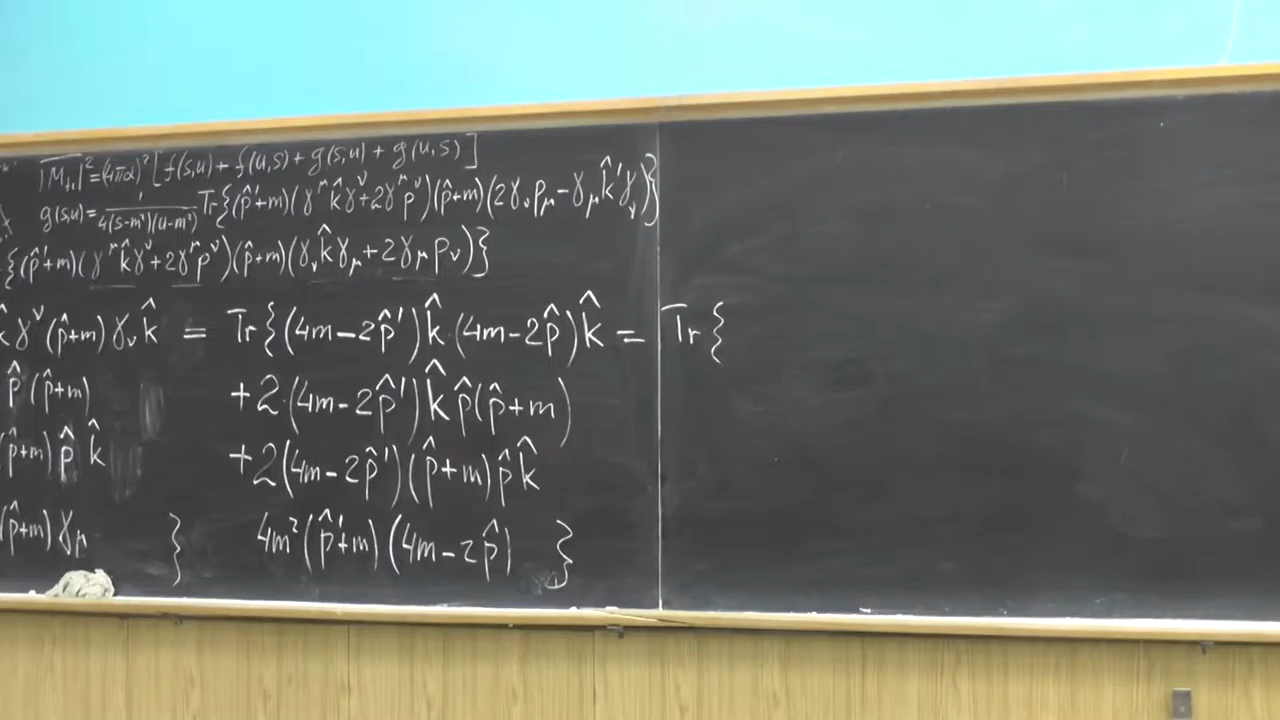 |M_fi|² = (4πα)² [f(s,u) + f(u,s) + g(s,u) + g(u,s)]
g(s,u) = 1/(4(s-m²)(u-m²)) Tr{(p̂'+m)(γ^μ k̂ γ^ν + 2γ^μ p^ν)(p̂+m)(2γ_ν p_μ − γ_μ k̂' γ_ν)}
{(p̂'+m)(γ^μ k̂ γ^ν + 2γ^μ p^ν)(p̂+m)(γ_ν k̂ γ_μ + 2γ_μ p_ν)}
k̂ γ^ν (p̂+m) γ_ν k̂ = Tr{(4m − 2p̂') k̂ · (4m − 2p̂) k̂ = Tr{
p̂ (p̂+m) + 2·(4m − 2p̂') k̂ p̂ (p̂+m)
(p̂+m) p̂ k̂ + 2(4m − 2p̂')(p̂+m) p̂ k̂
(p̂+m) γ_μ } 4m² (p̂'+m)(4m − 2p̂) }